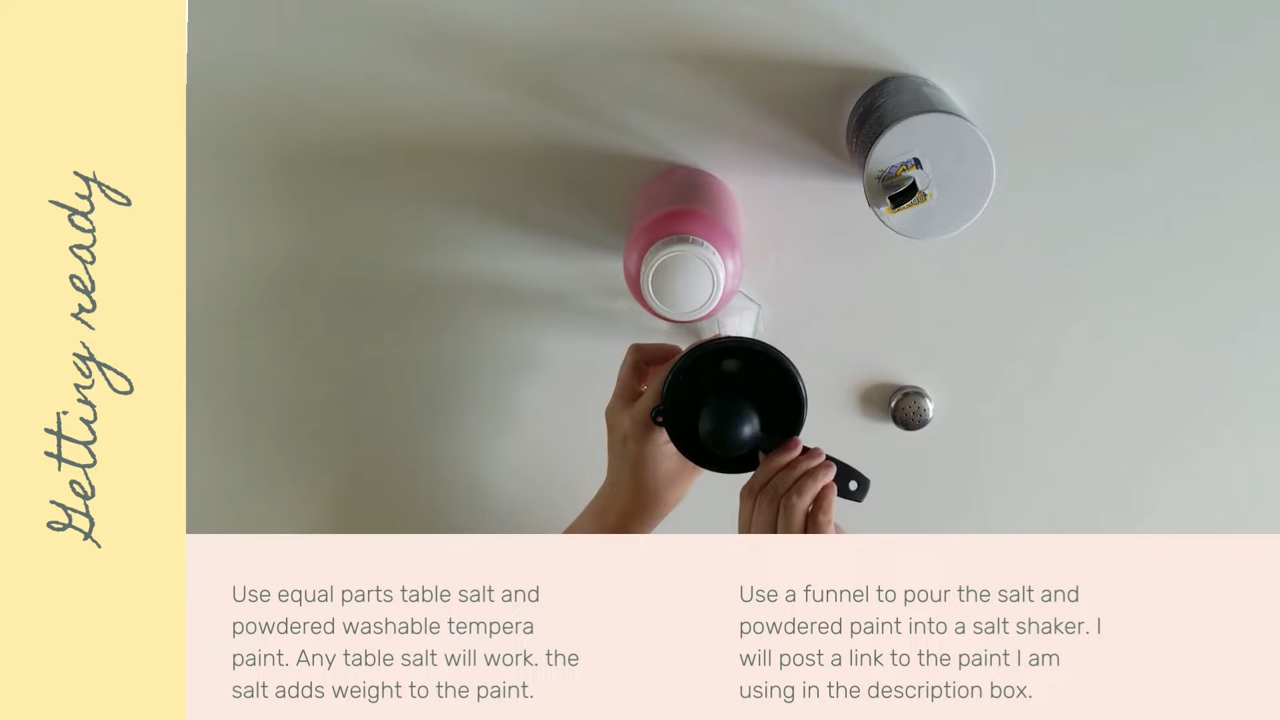 Getting ready
Use equal parts table salt and
powdered washable tempera
paint. Any table salt will work. the
salt adds weight to the paint.
Use a funnel to pour the salt and
powdered paint into a salt shaker. I
will post a link to the paint I am
using in the description box.